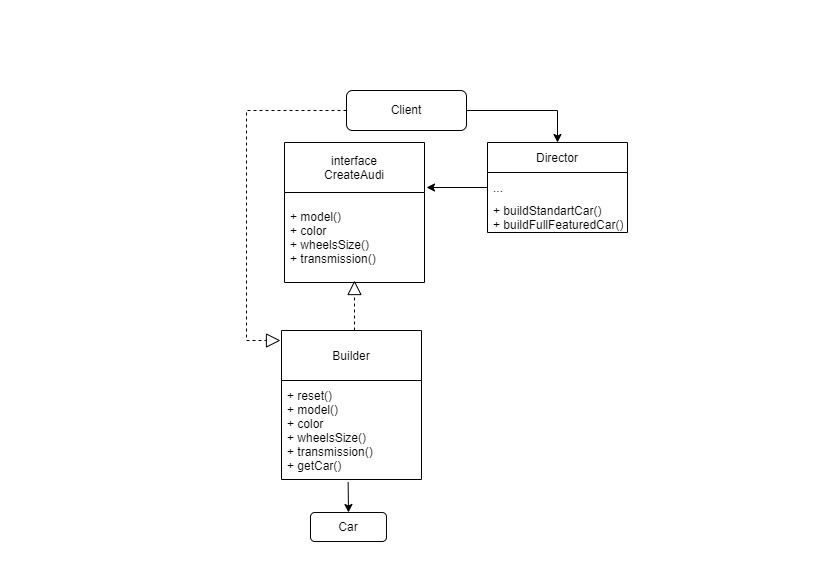 Client
interface
CreateAudi
+ model()
+ color
+ wheelsSize()
+ transmission()
Director
...
+ buildStandartCar()
+ buildFullFeaturedCar()
Builder
+ reset()
+ model()
+ color
+ wheelsSize()
+ transmission()
+ getCar()
Car